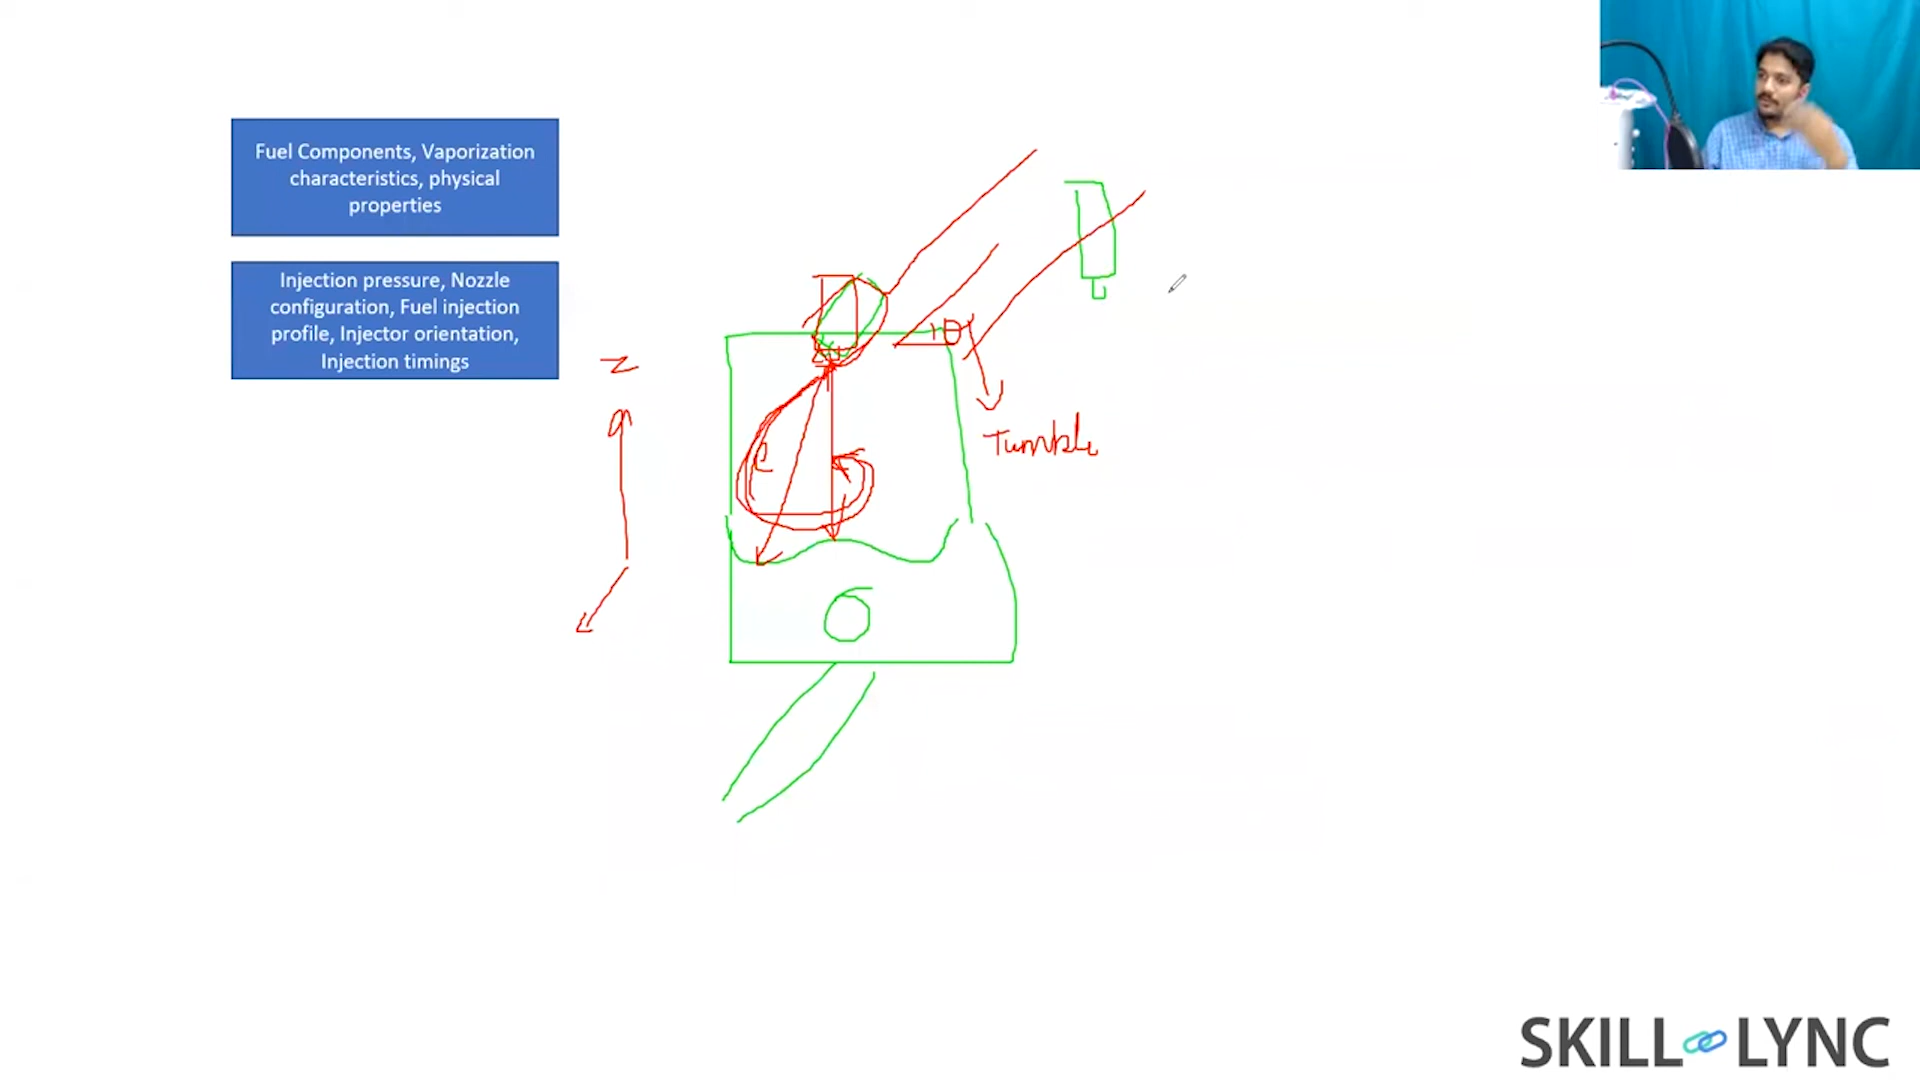 Fuel Components, Vaporization
characteristics, physical
properties
Injection pressure, Nozzle
configuration, Fuel injection
profile, Injector orientation,
Injection timings
z
θ
Tumble
SKILL LYNC